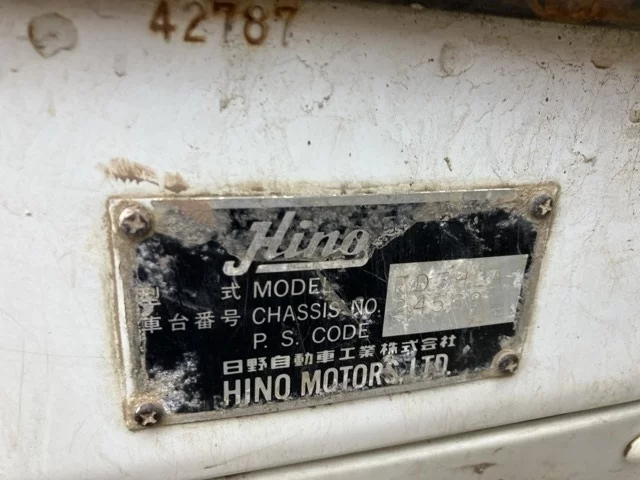 42787
Hino
型式 MODEL
車台番号 CHASSIS NO.
P. S. CODE
日野自動車工業株式会社
HINO MOTORS, LTD.